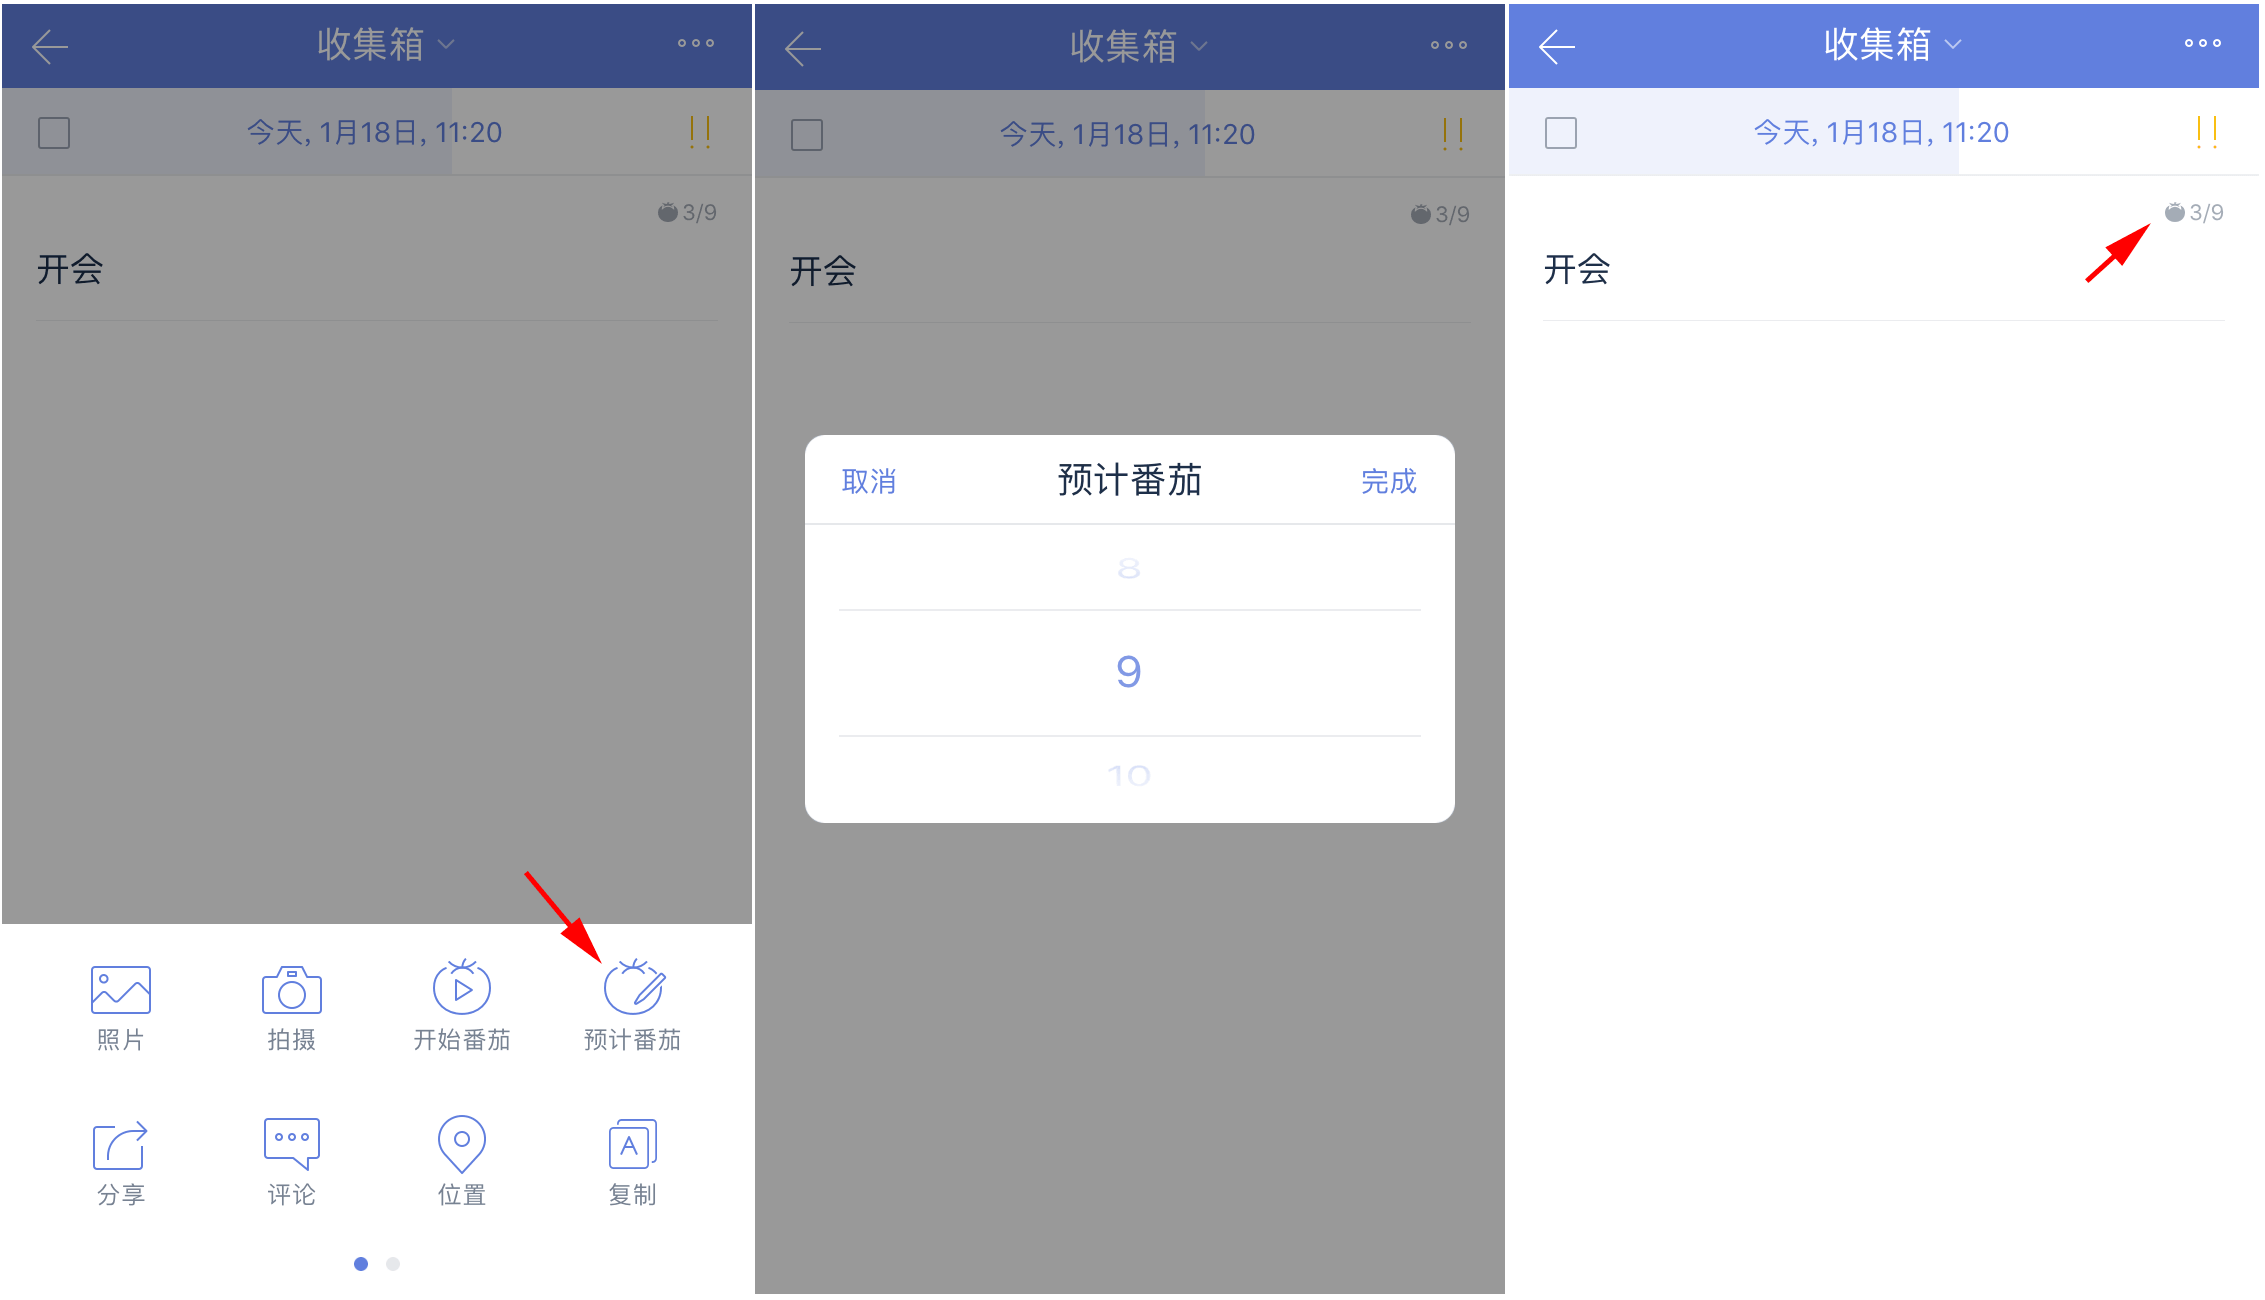 收集箱
今天, 1月18日, 11:20 !!
3/9
开会
照片 拍摄 开始番茄 预计番茄
分享 评论 位置 A 复制
收集箱
今天, 1月18日, 11:20 !!
3/9
开会
取消 预计番茄 完成
8
9
10
收集箱
今天, 1月18日, 11:20 !!
3/9
开会